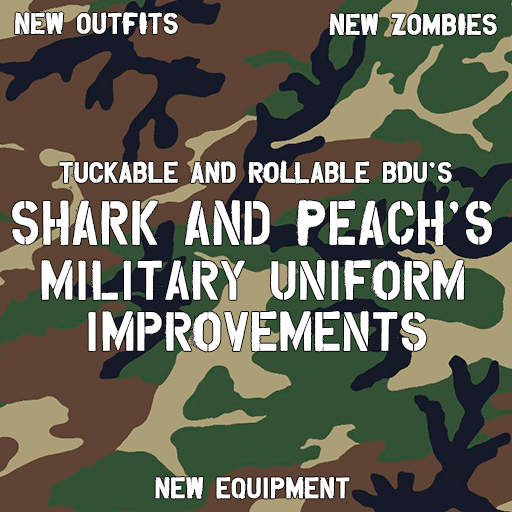 NEW OUTFITS
NEW ZOMBIES
TUCKABLE AND ROLLABLE BDU'S
SHARK AND PEACH'S
MILITARY UNIFORM
IMPROVEMENTS
NEW EQUIPMENT